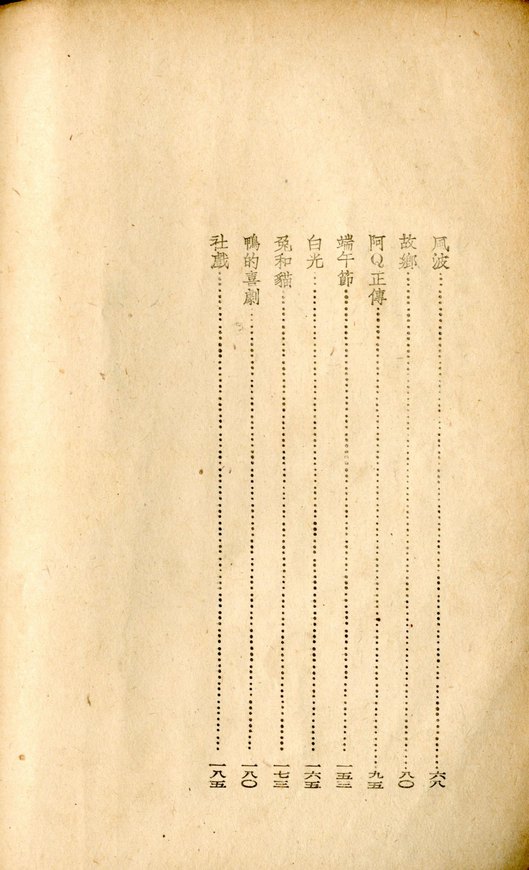 風波……六八
故鄉……八〇
阿Q正傳……九五
端午節……一五三
白光……一六五
兔和貓……一七三
鴨的喜劇……一八〇
社戲……一八五